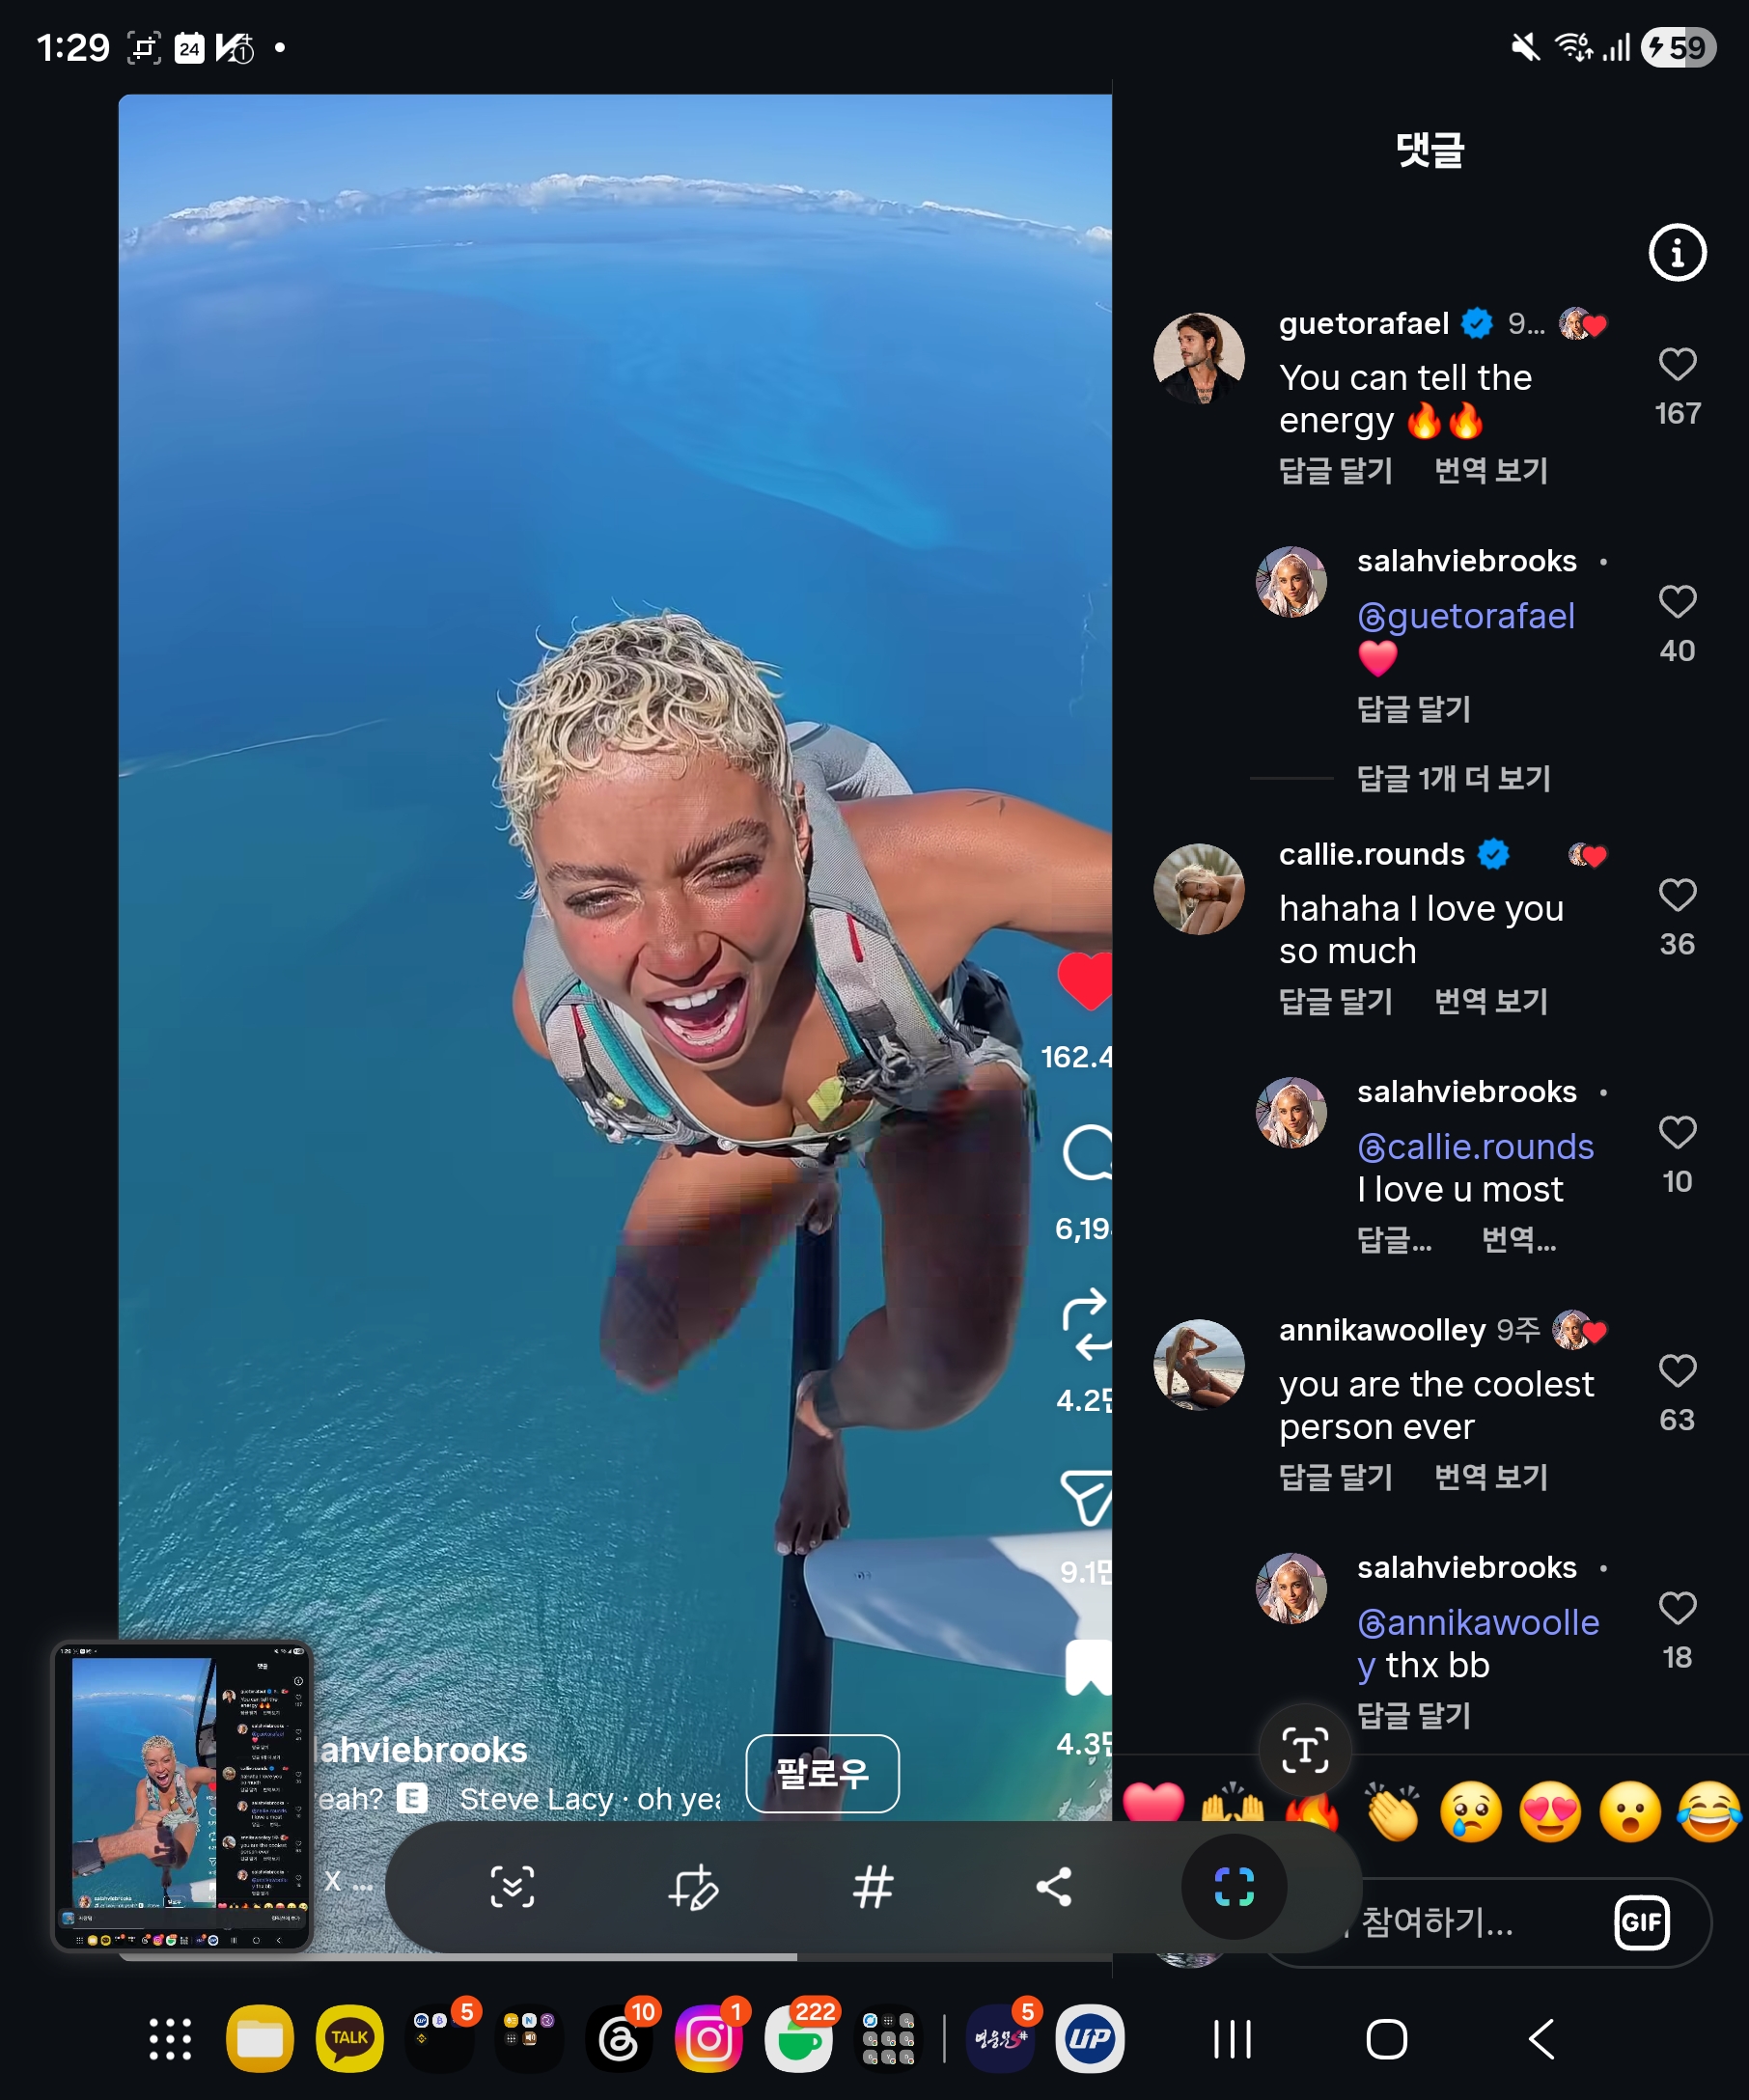 1:29
24
1
6
59
댓글
guetorafael 9...
You can tell the
energy 🔥🔥
답글 달기 번역 보기
167
salahviebrooks •
@guetorafael
❤️
답글 달기
40
답글 1개 더 보기
callie.rounds
hahaha I love you
so much
답글 달기 번역 보기
36
salahviebrooks •
@callie.rounds
I love u most
답글... 번역...
10
annikawoolley 9주
you are the coolest
person ever
답글 달기 번역 보기
63
salahviebrooks •
@annikawoolle
y thx bb
답글 달기
18
162.4
6,19
4.2만
9.1만
4.3만
ahviebrooks
팔로우
eah? E Steve Lacy · oh yea
x ...
T
#
참여하기...
GIF
TALK
5
10
1
222
5
UP